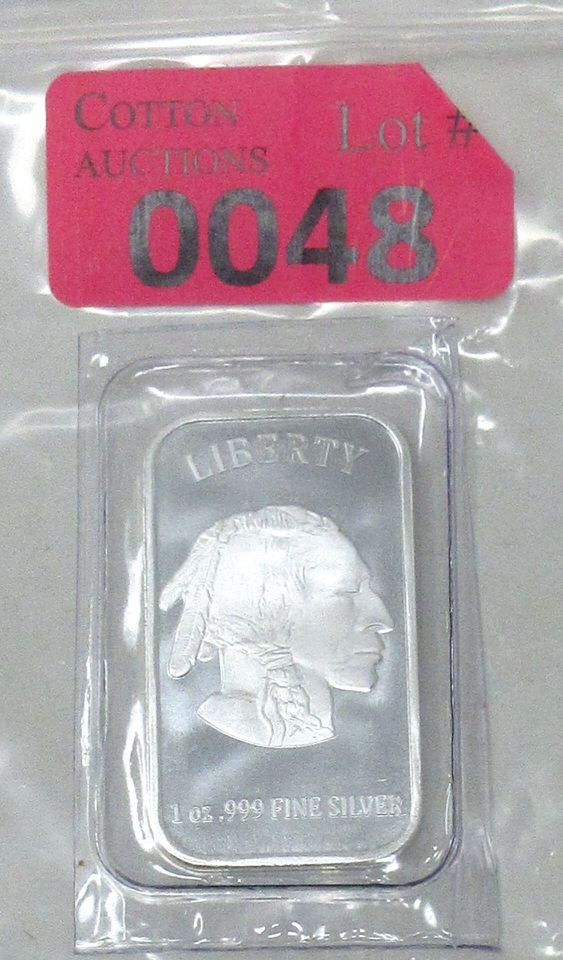 COTTON
AUCTIONS
Lot #
0048
LIBERTY
1 oz .999 FINE SILVER